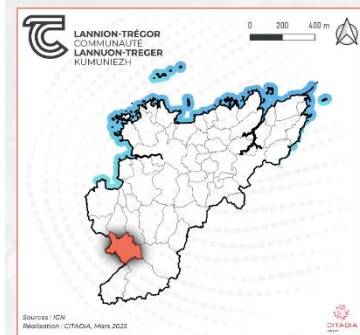 LANNION-TRÉGOR
COMMUNAUTÉ
LANNUON-TREGER
KUMUNIEZH
0 200 400 m
Sources : IGN
Réalisation : CITADIA, Mars 2025
CITADIA